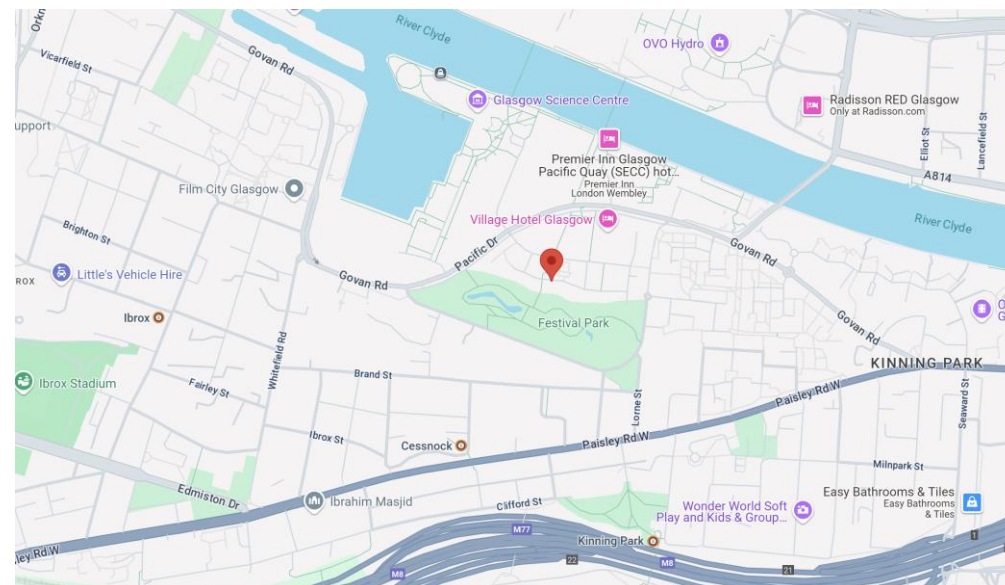 River Clyde
Orkn
Govan Rd
Vicarfield St
OVO Hydro
Glasgow Science Centre
Radisson RED Glasgow
Only at Radisson.com
Elliot St
Lancefield St
upport
Premier Inn Glasgow
Pacific Quay (SECC) hot...
Premier Inn
London Wembley
A814
Film City Glasgow
Village Hotel Glasgow
River Clyde
Brighton St
Pacific Dr
Govan Rd
Little's Vehicle Hire
ROX
Govan Rd
Ibrox
Festival Park
O
G
Govan Rd
Whitefield Rd
KINNING PARK
Ibrox Stadium
Fairley St
Brand St
Lorne St
Paisley Rd W
Seaward St
Ibrox St
Cessnock
Paisley Rd W
Milnpark St
Edmiston Dr
Ibrahim Masjid
Clifford St
Wonder World Soft
Play and Kids & Group...
Easy Bathrooms & Tiles
Easy Bathrooms
& Tiles
M77
Kinning Park
1
ley Rd W
22
M8
21
M8